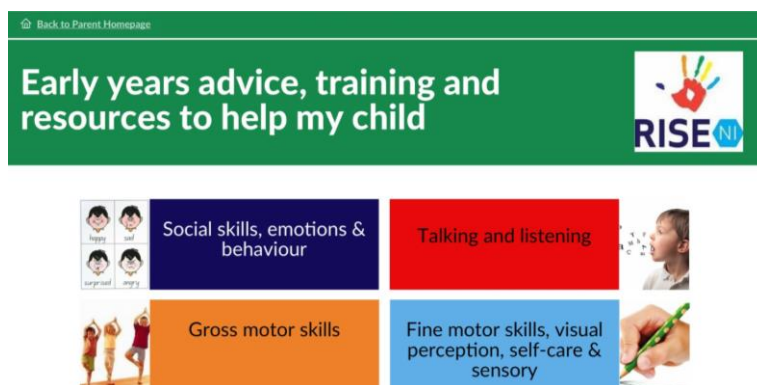 Back to Parent Homepage
Early years advice, training and
resources to help my child
RISE NI
happy sad
surprised angry
Social skills, emotions &
behaviour
Talking and listening
Gross motor skills
Fine motor skills, visual
perception, self-care &
sensory